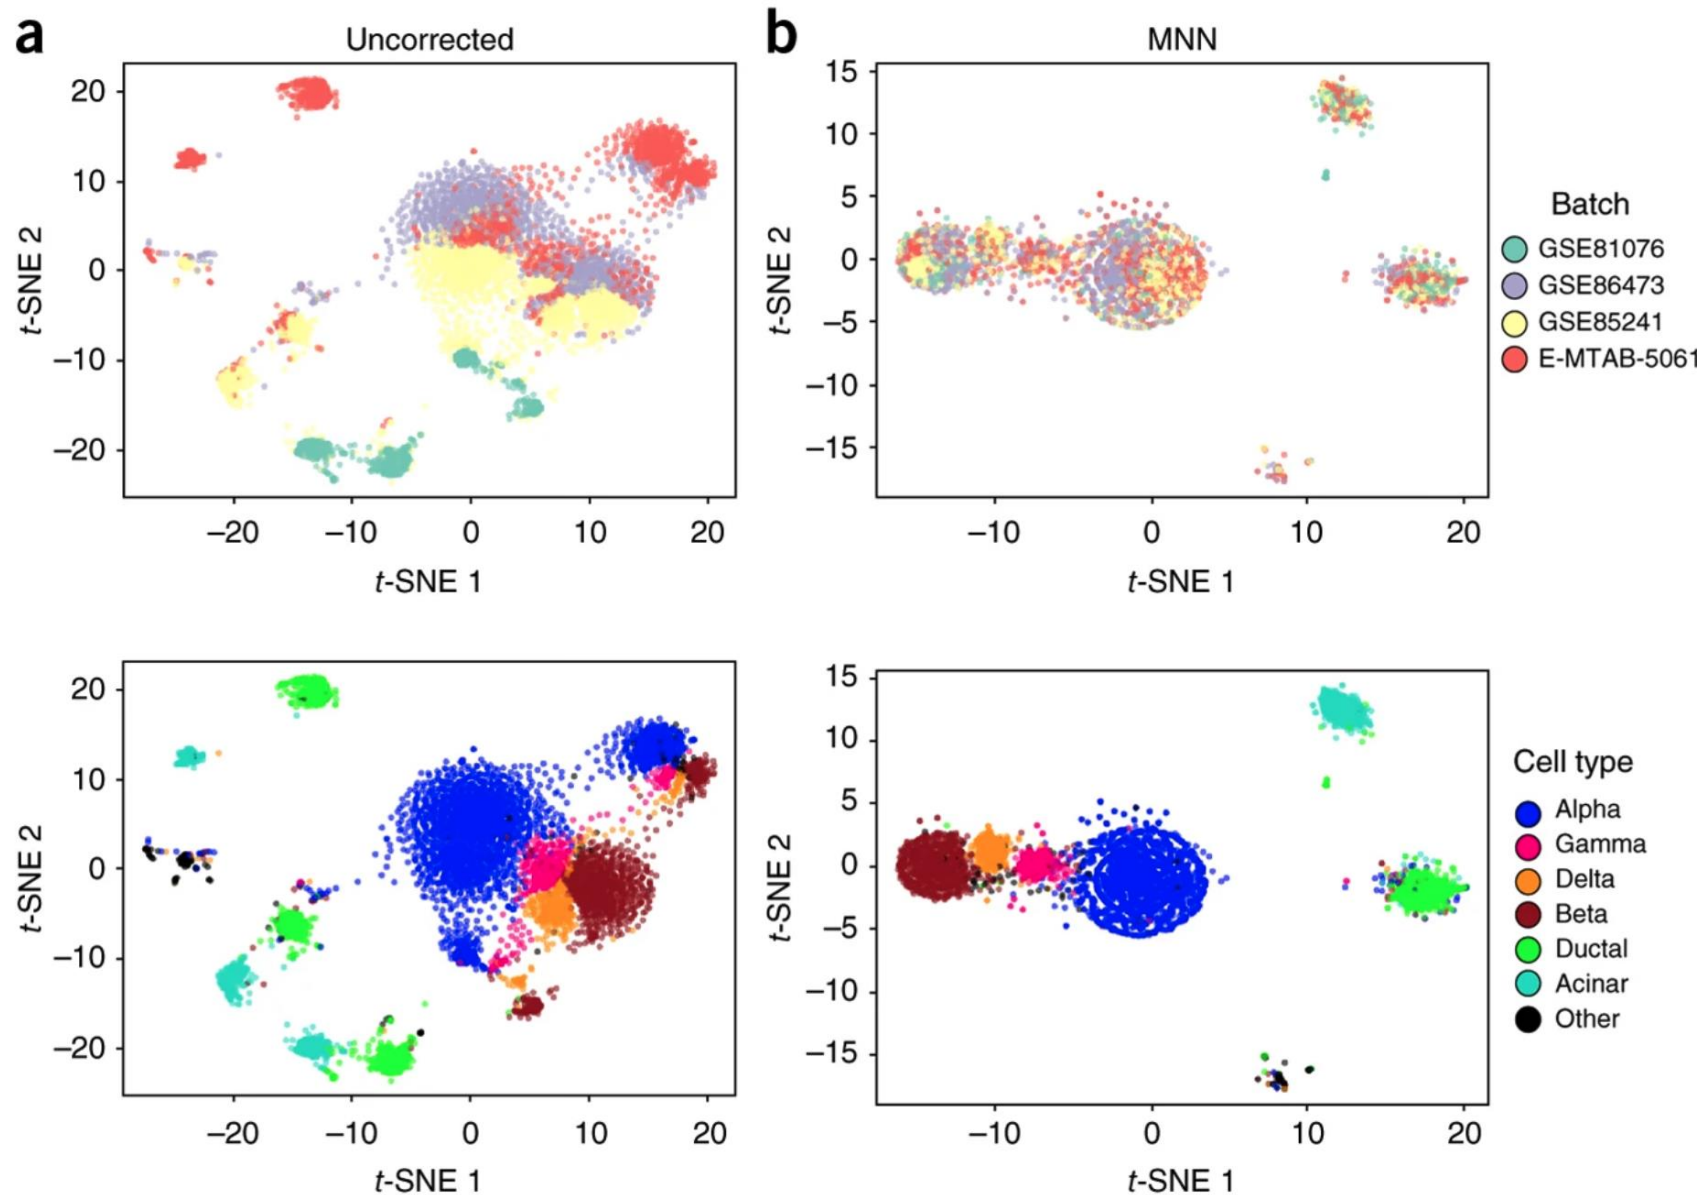 a
b
Uncorrected
MNN
20
10
0
–10
–20
t-SNE 2
–20 –10 0 10 20
t-SNE 1
15
10
5
0
–5
–10
–15
t-SNE 2
–10 0 10 20
t-SNE 1
Batch
GSE81076
GSE86473
GSE85241
E-MTAB-5061
20
10
0
–10
–20
t-SNE 2
–20 –10 0 10 20
t-SNE 1
15
10
5
0
–5
–10
–15
t-SNE 2
–10 0 10 20
t-SNE 1
Cell type
Alpha
Gamma
Delta
Beta
Ductal
Acinar
Other